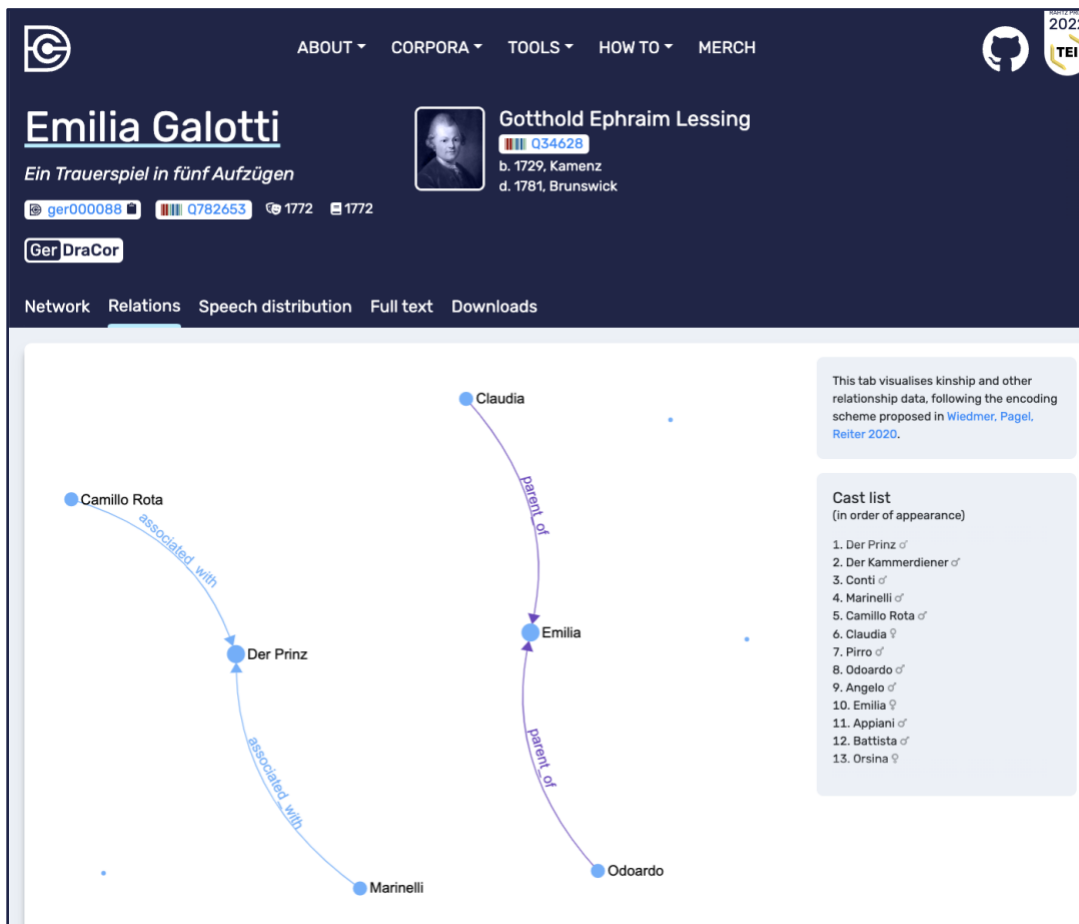 ABOUT CORPORA TOOLS HOW TO MERCH
2022
TEI
Emilia Galotti
Ein Trauerspiel in fünf Aufzügen
ger000088 Q782653 1772 1772
GerDraCor
Gotthold Ephraim Lessing
Q34628
b. 1729, Kamenz
d. 1781, Brunswick
Network Relations Speech distribution Full text Downloads
Claudia
parent_of
Camillo Rota
associated_with
Emilia
Der Prinz
associated_with
parent_of
Odoardo
Marinelli
This tab visualises kinship and other
relationship data, following the encoding
scheme proposed in Wiedmer, Pagel,
Reiter 2020.
Cast list
(in order of appearance)
1. Der Prinz ♂
2. Der Kammerdiener ♂
3. Conti ♂
4. Marinelli ♂
5. Camillo Rota ♂
6. Claudia ♀
7. Pirro ♂
8. Odoardo ♂
9. Angelo ♂
10. Emilia ♀
11. Appiani ♂
12. Battista ♂
13. Orsina ♀